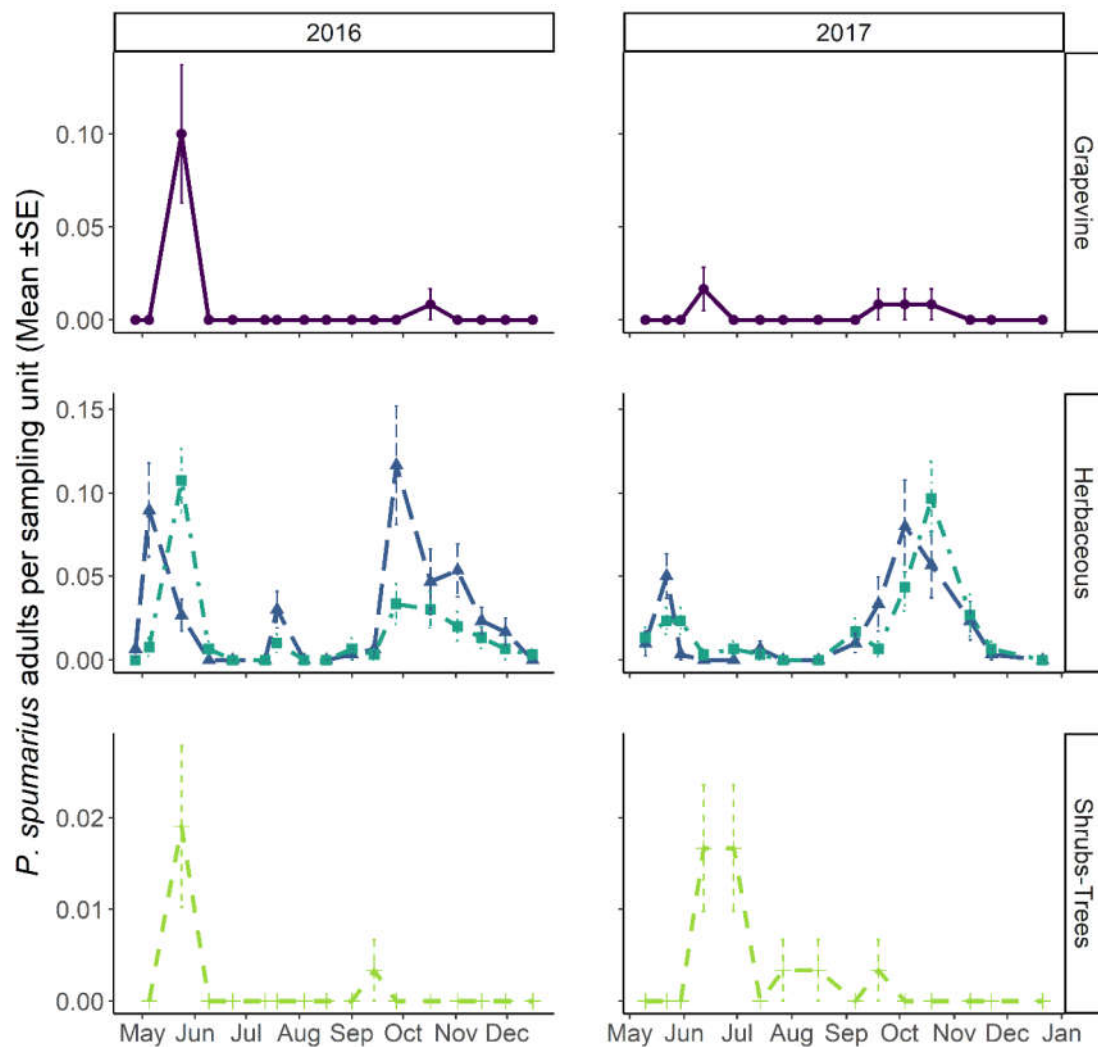 2016
2017
P. spumarius adults per sampling unit (Mean ±SE)
0.10
0.05
0.00
Grapevine
0.15
0.10
0.05
0.00
Herbaceous
0.02
0.01
0.00
Shrubs-Trees
May Jun Jul Aug Sep Oct Nov Dec
May Jun Jul Aug Sep Oct Nov Dec Jan